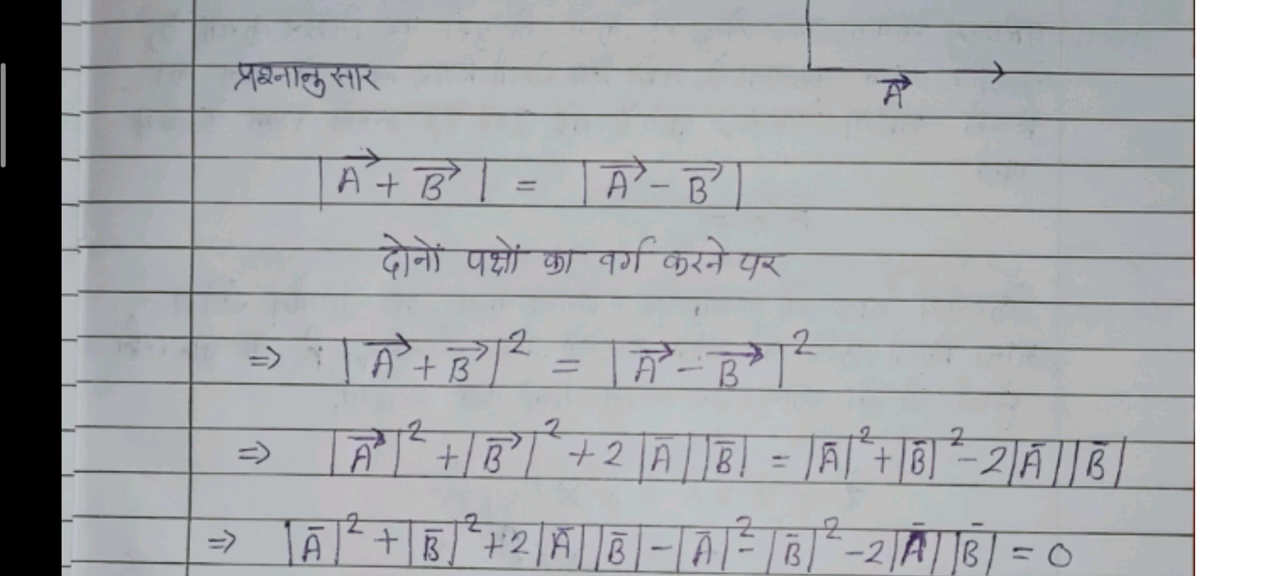 A⃗
प्रश्नानुसार
|A⃗ + B⃗| = |A⃗ - B⃗|
दोनों पक्षों का वर्ग करने पर
⇒ |A⃗ + B⃗|² = |A⃗ - B⃗|²
⇒ |A⃗|² + |B⃗|² + 2|Ā||B̄| = |Ā|² + |B̄|² - 2|Ā||B̄|
⇒ |Ā|² + |B̄|² + 2|Ā||B̄| - |Ā|² - |B̄|² - 2|Ā||B̄| = 0